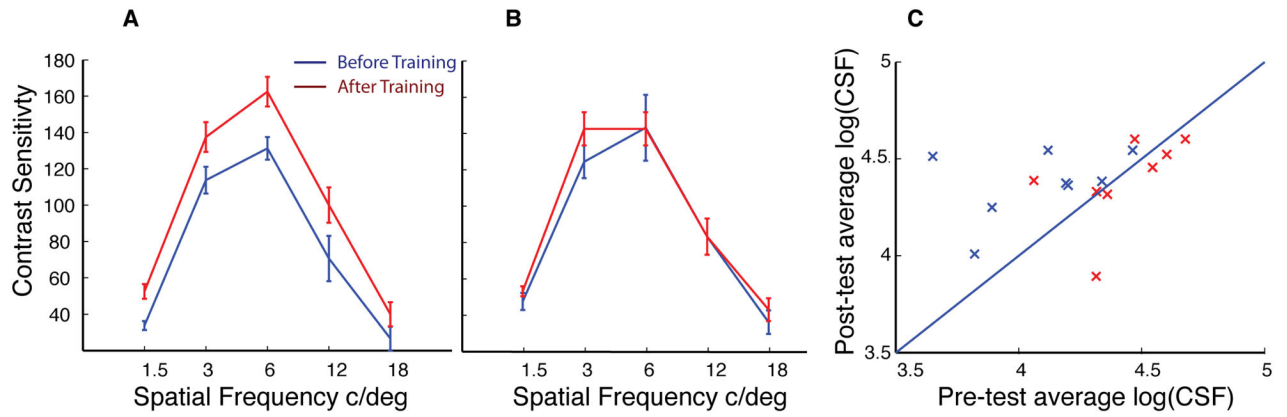 A
B
C
Before Training
After Training
Contrast Sensitivty
180
160
140
120
100
80
60
40
1.5 3 6 12 18
Spatial Frequency c/deg
1.5 3 6 12 18
Spatial Frequency c/deg
Post-test average log(CSF)
5
4.5
4
3.5
3.5 4 4.5 5
Pre-test average log(CSF)